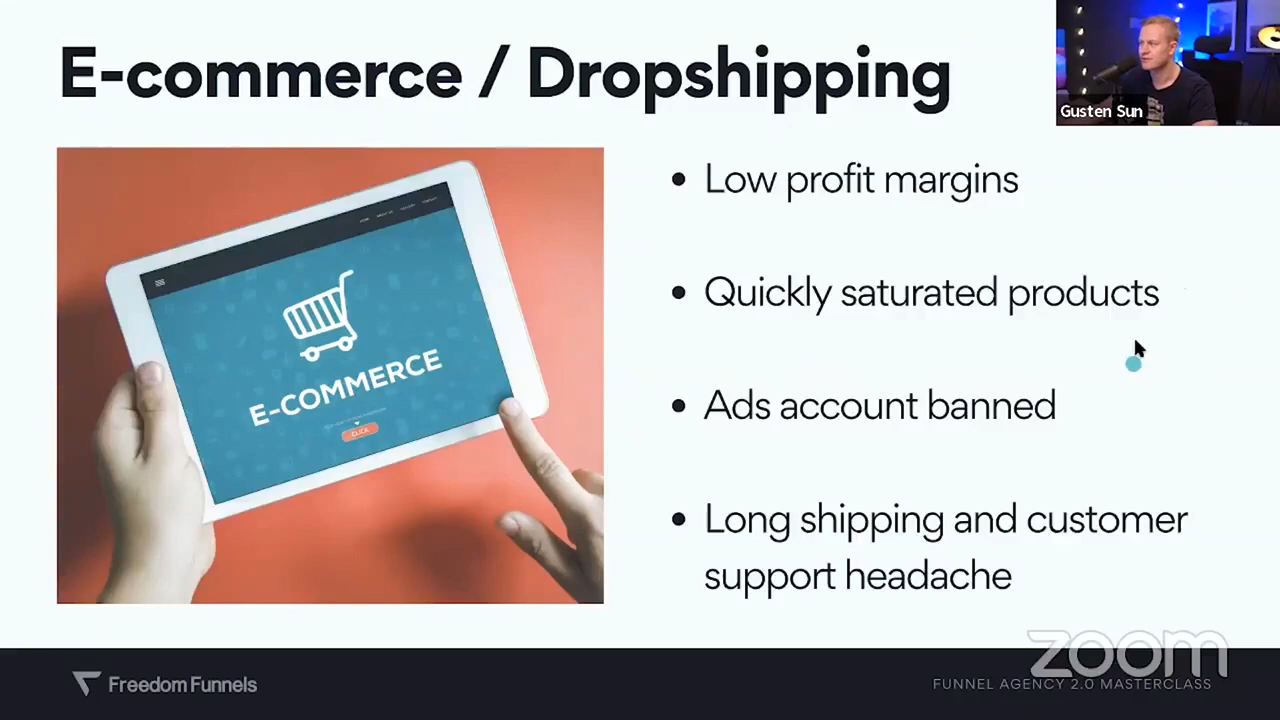 E-commerce / Dropshipping
Gusten Sun
Low profit margins
Quickly saturated products
Ads account banned
Long shipping and customer
support headache
E-COMMERCE
CLICK
zoom
Freedom Funnels
FUNNEL AGENCY 2.0 MASTERCLASS